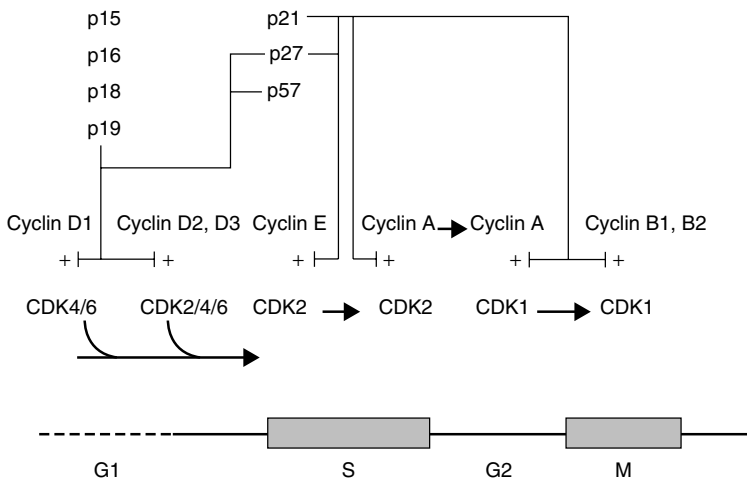 p15 p21
p16 p27
p18 p57
p19
Cyclin D1 Cyclin D2, D3 Cyclin E Cyclin A Cyclin A Cyclin B1, B2
+ + + + + +
CDK4/6 CDK2/4/6 CDK2 CDK2 CDK1 CDK1
G1 S G2 M